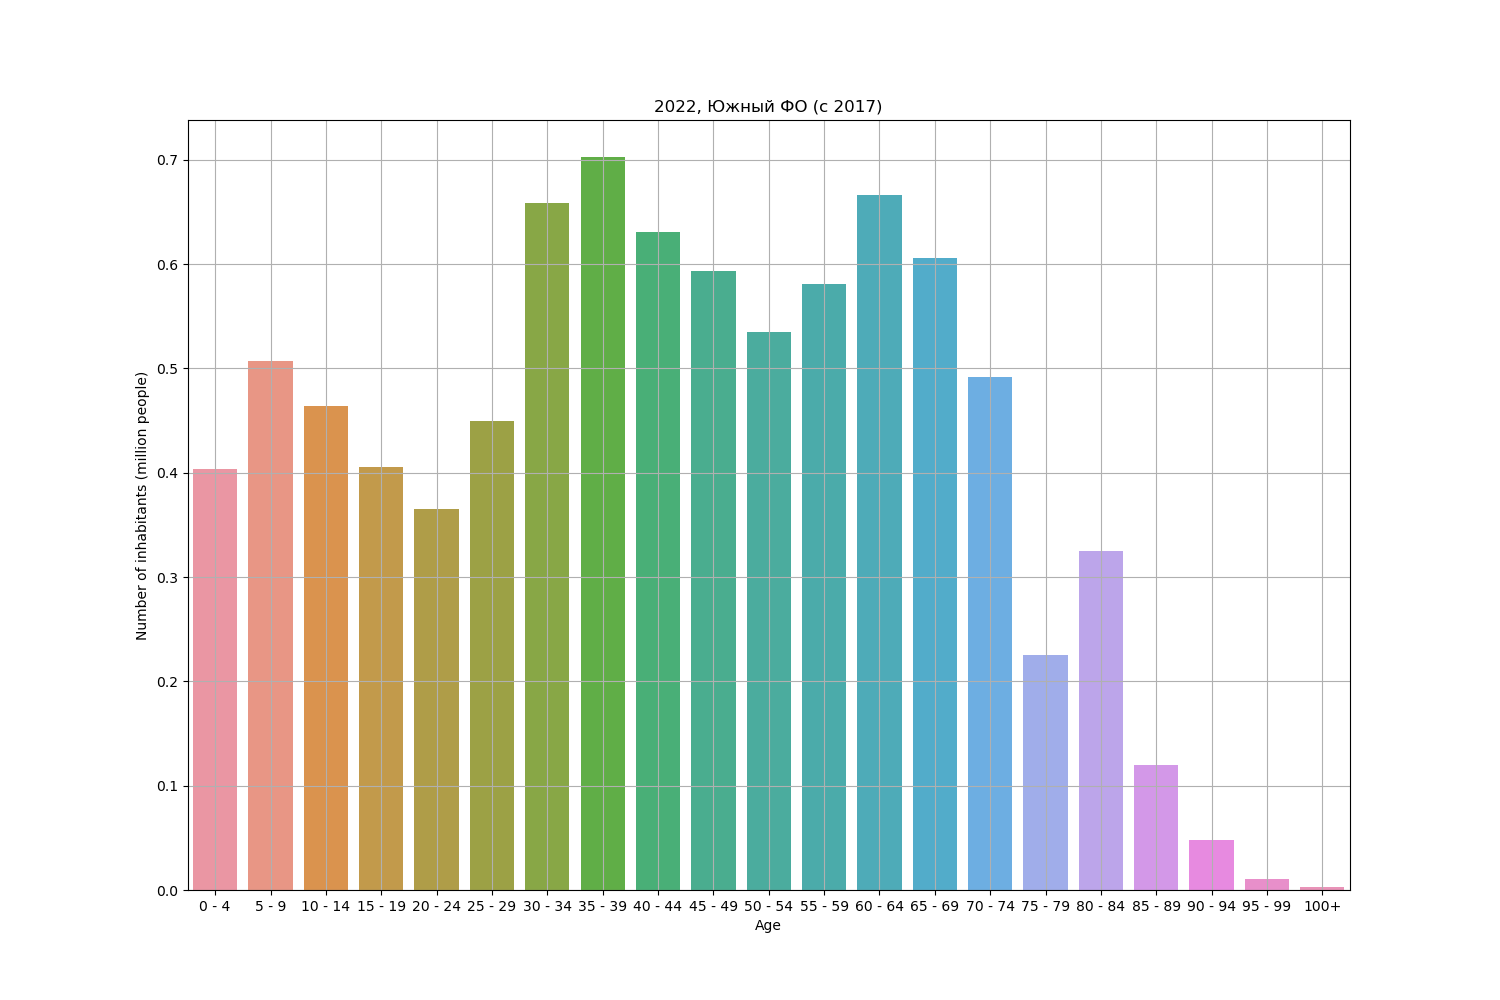 2022, Южный ФО (с 2017)
Number of inhabitants (million people)
0.7
0.6
0.5
0.4
0.3
0.2
0.1
0.0
0 - 4 5 - 9 10 - 14 15 - 19 20 - 24 25 - 29 30 - 34 35 - 39 40 - 44 45 - 49 50 - 54 55 - 59 60 - 64 65 - 69 70 - 74 75 - 79 80 - 84 85 - 89 90 - 94 95 - 99 100+
Age